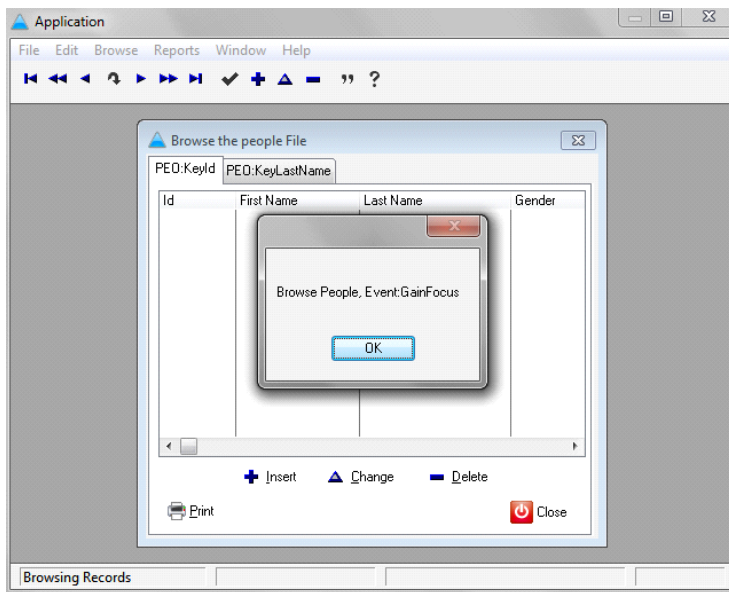 Application
File Edit Browse Reports Window Help
Browse the people File
PEO:KeyId PEO:KeyLastName
Id First Name Last Name Gender
Browse People, Event:GainFocus
OK
Insert Change Delete
Print Close
Browsing Records